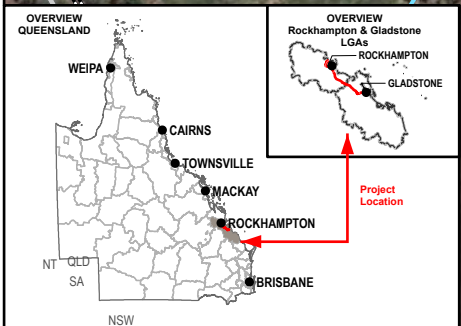 OVERVIEW
QUEENSLAND
WEIPA
CAIRNS
TOWNSVILLE
MACKAY
ROCKHAMPTON
BRISBANE
NT
QLD
SA
NSW
OVERVIEW
Rockhampton & Gladstone
LGAs
ROCKHAMPTON
GLADSTONE
Project
Location